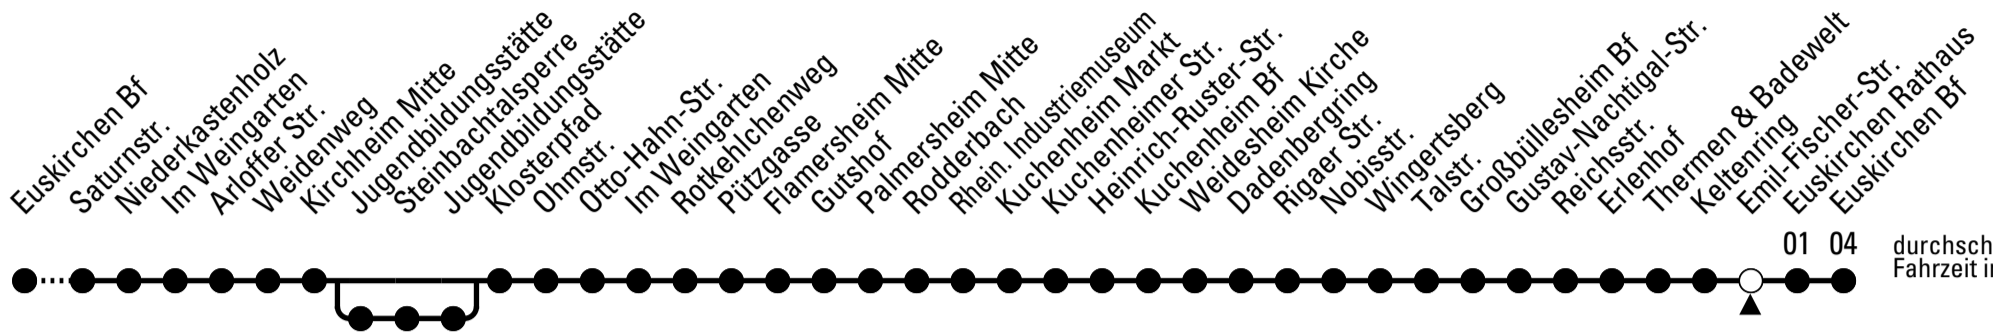 Euskirchen Bf
Saturnstr.
Niederkastenholz
Im Weingarten
Arloffer Str.
Weidenweg
Kirchheim Mitte
Jugendbildungsstätte
Steinbachtalsperre
Jugendbildungsstätte
Klosterpfad
Ohmstr.
Otto-Hahn-Str.
Im Weingarten
Rotkehlchenweg
Pützgasse
Flamersheim Mitte
Gutshof
Palmersheim Mitte
Rodderbach
Rhein. Industriemuseum
Kuchenheim Markt
Kuchenheimer Str.
Heinrich-Ruster-Str.
Kuchenheim Bf
Weidesheim Kirche
Dadenbergring
Rigaer Str.
Nobisstr.
Wingertsberg
Talstr.
Großbüllesheim Bf
Gustav-Nachtigal-Str.
Reichsstr.
Erlenhof
Thermen & Badewelt
Keltenring
Emil-Fischer-Str.
Euskirchen Rathaus
Euskirchen Bf
01 04
durchsch
Fahrzeit i